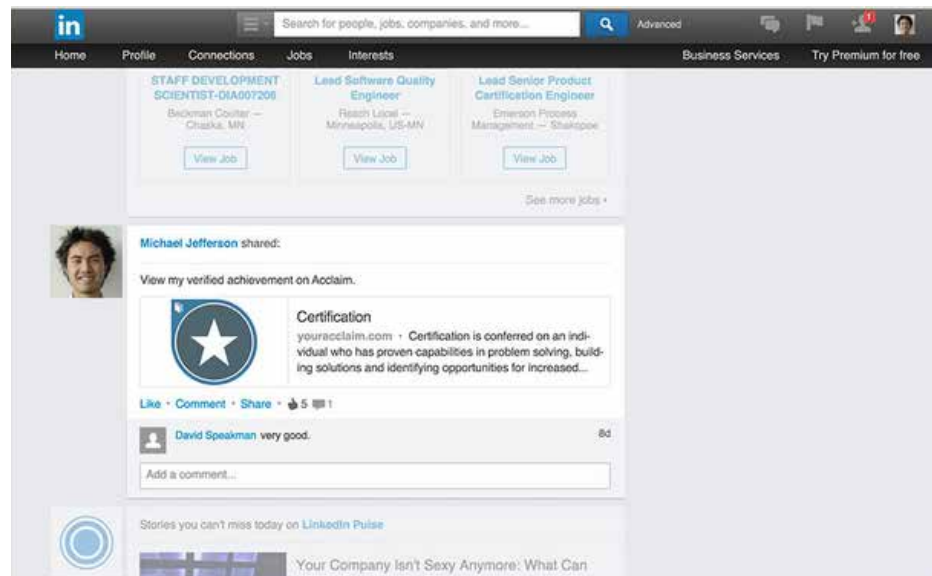 in
Search for people, jobs, companies, and more...
Advanced
1
Home Profile Connections Jobs Interests Business Services Try Premium for free
STAFF DEVELOPMENT
SCIENTIST-DIA007206
Beckman Coulter —
Chaska, MN
View Job
Lead Software Quality
Engineer
Reach Local —
Minneapolis, US-MN
View Job
Lead Senior Product
Certification Engineer
Emerson Process
Management — Shakopee
View Job
See more jobs ›
Michael Jefferson shared:
View my verified achievement on Acclaim.
Certification
youracclaim.com · Certification is conferred on an indi-
vidual who has proven capabilities in problem solving, build-
ing solutions and identifying opportunities for increased...
Like · Comment · Share · 5 1
David Speakman very good. 8d
Add a comment...
Stories you can't miss today on LinkedIn Pulse
Your Company Isn't Sexy Anymore: What Can